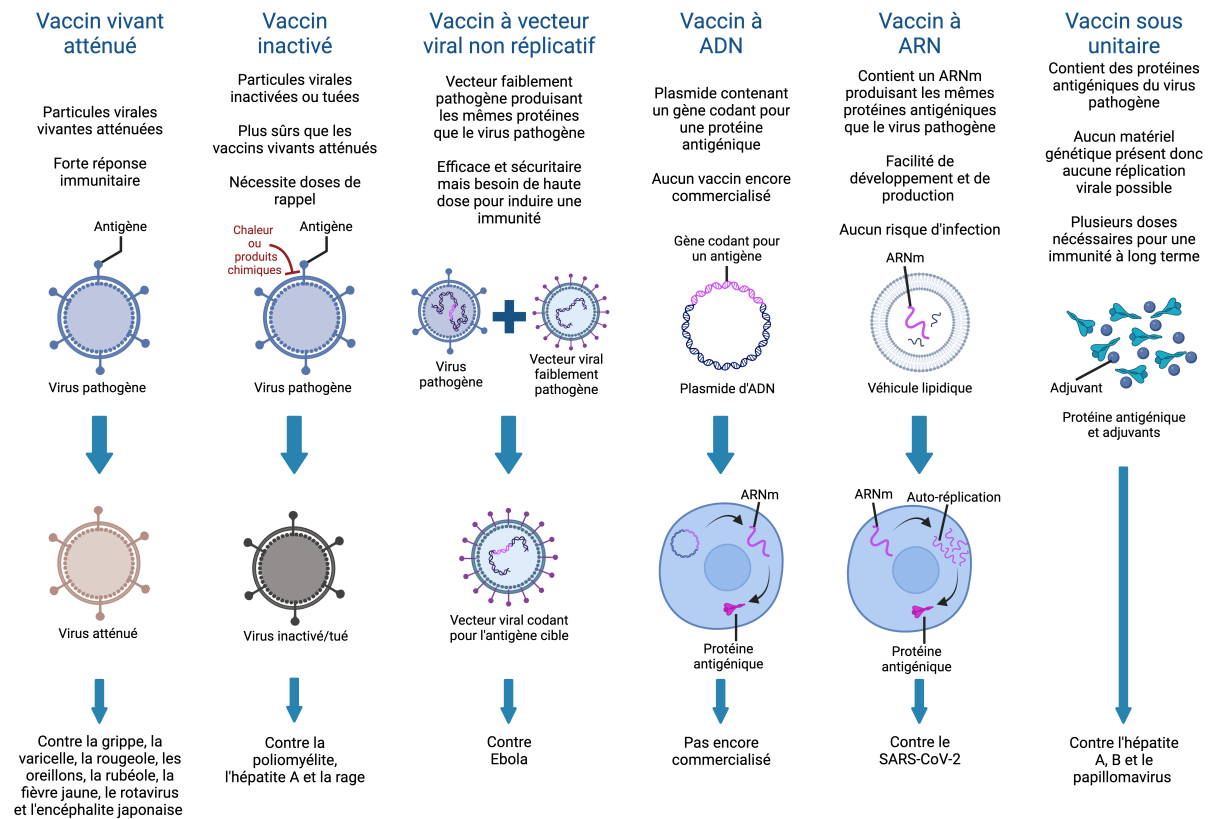 Vaccin vivant
atténué
Particules virales
vivantes atténuées
Forte réponse
immunitaire
Antigène
Virus pathogène
Virus atténué
Contre la grippe, la
varicelle, la rougeole, les
oreillons, la rubéole, la
fièvre jaune, le rotavirus
et l'encéphalite japonaise
Vaccin
inactivé
Particules virales
inactivées ou tuées
Plus sûrs que les
vaccins vivants atténués
Nécessite doses de
rappel
Chaleur
ou
produits
chimiques
Antigène
Virus pathogène
Virus inactivé/tué
Contre la
poliomyélite,
l'hépatite A et la rage
Vaccin à vecteur
viral non réplicatif
Vecteur faiblement
pathogène produisant
les mêmes protéines
que le virus pathogène
Efficace et sécuritaire
mais besoin de haute
dose pour induire une
immunité
Virus
pathogène
Vecteur viral
faiblement
pathogène
Vecteur viral codant
pour l'antigène cible
Contre
Ebola
Vaccin à
ADN
Plasmide contenant
un gène codant pour
une protéine
antigénique
Aucun vaccin encore
commercialisé
Gène codant pour
un antigène
Plasmide d'ADN
ARNm
Protéine
antigénique
Pas encore
commercialisé
Vaccin à
ARN
Contient un ARNm
produisant les mêmes
protéines antigéniques
que le virus pathogène
Facilité de
développement et de
production
Aucun risque d'infection
ARNm
Véhicule lipidique
ARNm
Auto-réplication
Protéine
antigénique
Contre le
SARS-CoV-2
Vaccin sous
unitaire
Contient des protéines
antigéniques du virus
pathogène
Aucun matériel
génétique présent donc
aucune réplication
virale possible
Plusieurs doses
nécéssaires pour une
immunité à long terme
Adjuvant
Protéine antigénique
et adjuvants
Contre l'hépatite
A, B et le
papillomavirus